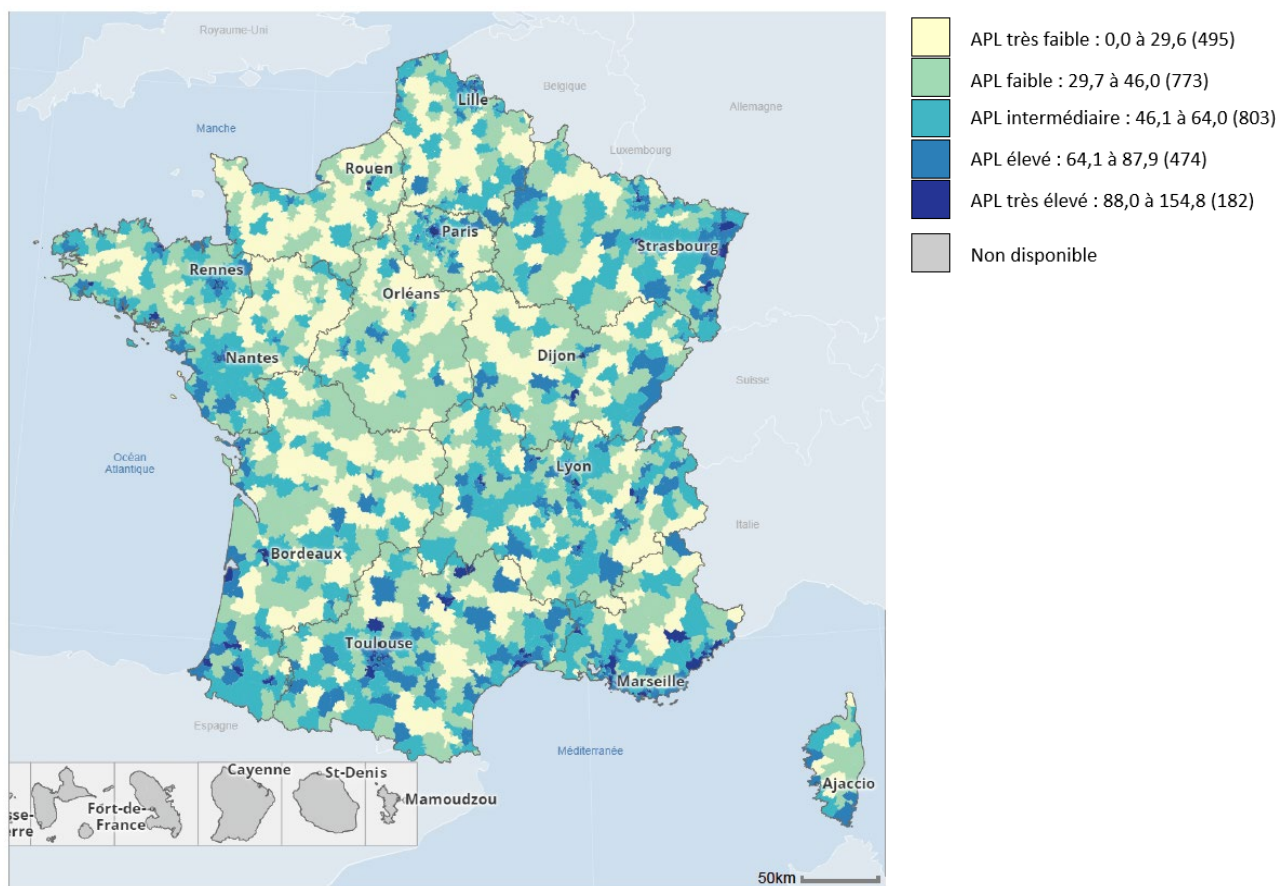 Royaume-Uni
Belgique
Allemagne
Lille
Manche
Luxembourg
Rouen
Paris
Strasbourg
Rennes
Orléans
Nantes
Dijon
Suisse
Océan
Atlantique
Lyon
Italie
Bordeaux
Toulouse
Marseille
Espagne
Méditerranée
Ajaccio
Cayenne
St-Denis
Mamoudzou
Fort-de-
France
sse-
erre
50km
APL très faible : 0,0 à 29,6 (495)
APL faible : 29,7 à 46,0 (773)
APL intermédiaire : 46,1 à 64,0 (803)
APL élevé : 64,1 à 87,9 (474)
APL très élevé : 88,0 à 154,8 (182)
Non disponible